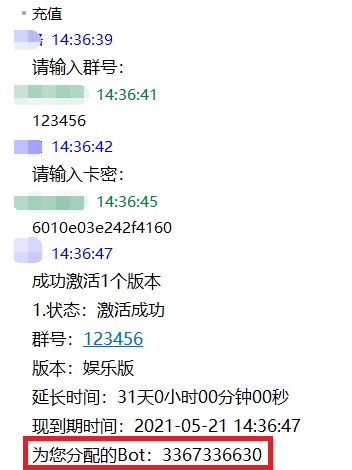 充值
14:36:39
请输入群号：
14:36:41
123456
14:36:42
请输入卡密：
14:36:45
6010e03e242f4160
14:36:47
成功激活1个版本
1.状态：激活成功
群号：123456
版本：娱乐版
延长时间：31天0小时00分钟00秒
现到期时间：2021-05-21 14:36:47
为您分配的Bot：3367336630